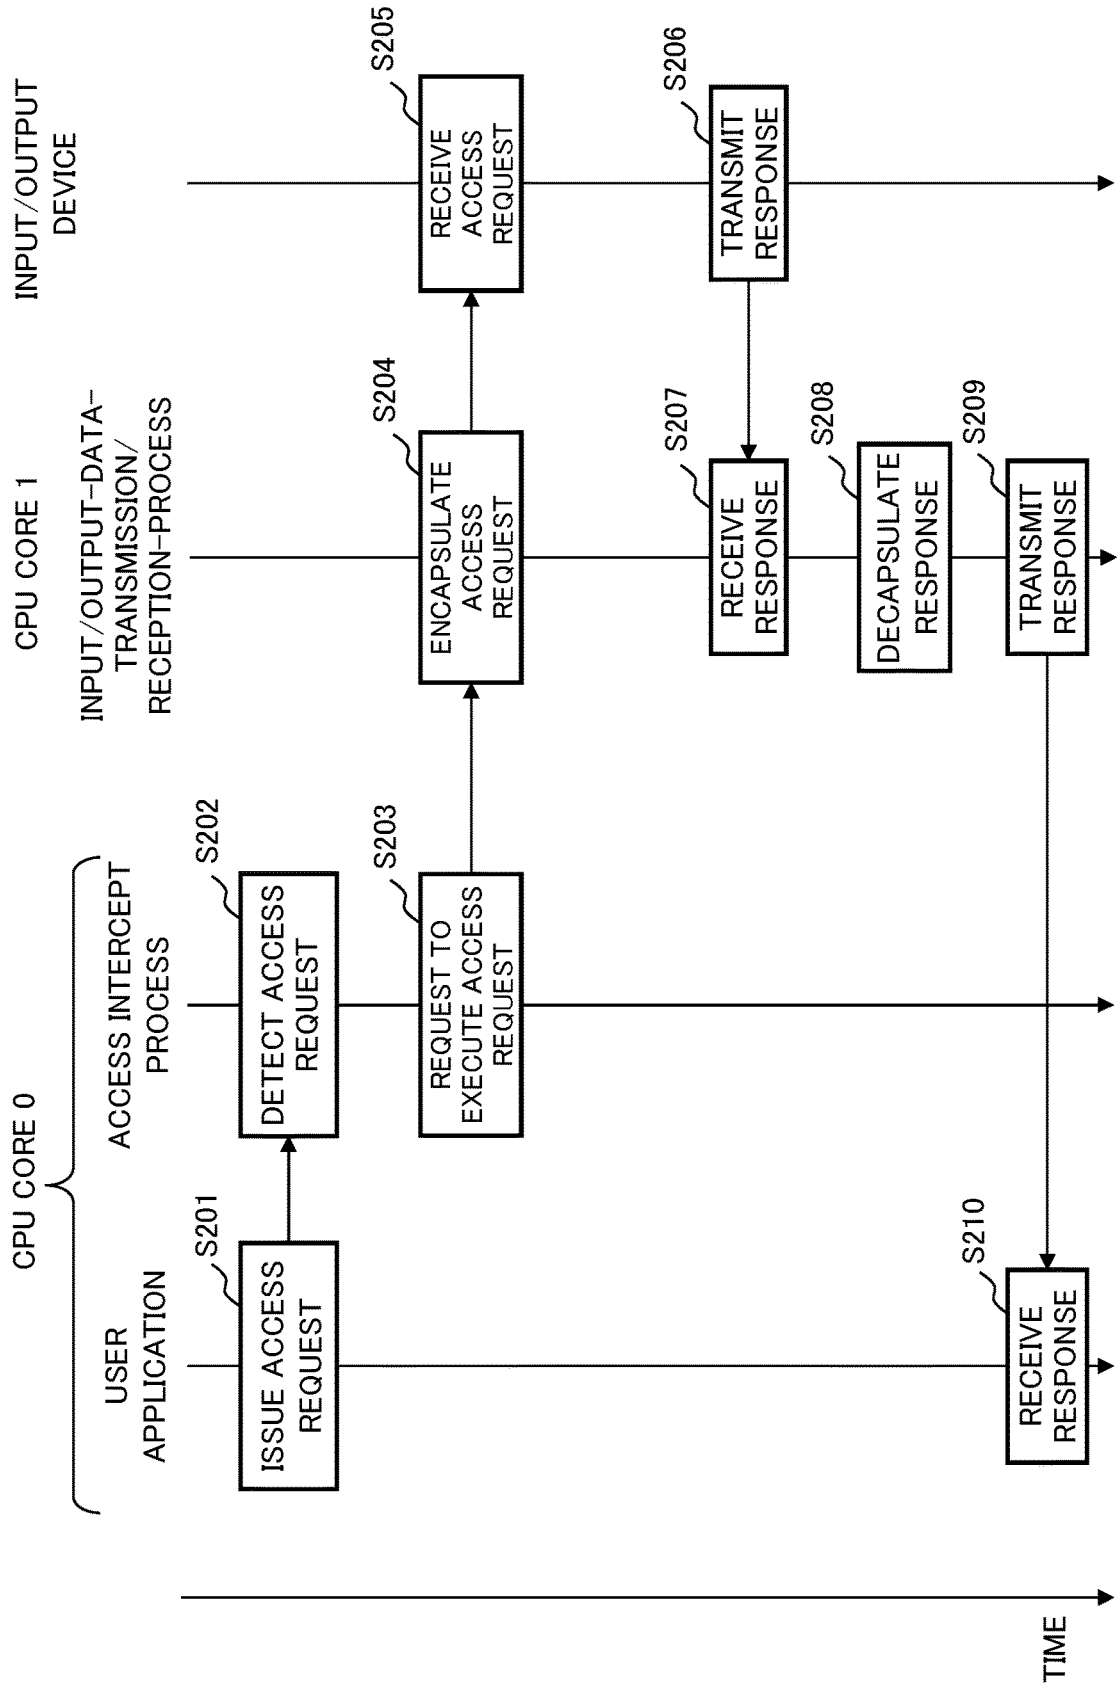 CPU CORE 0
CPU CORE 1
USER
APPLICATION
ACCESS INTERCEPT
PROCESS
INPUT/OUTPUT-DATA-
TRANSMISSION/
RECEPTION-PROCESS
INPUT/OUTPUT
DEVICE
S201
ISSUE ACCESS
REQUEST
S202
DETECT ACCESS
REQUEST
S203
REQUEST TO
EXECUTE ACCESS
REQUEST
S204
ENCAPSULATE
ACCESS
REQUEST
S205
RECEIVE
ACCESS
REQUEST
S206
TRANSMIT
RESPONSE
S207
RECEIVE
RESPONSE
S208
DECAPSULATE
RESPONSE
S209
TRANSMIT
RESPONSE
S210
RECEIVE
RESPONSE
TIME